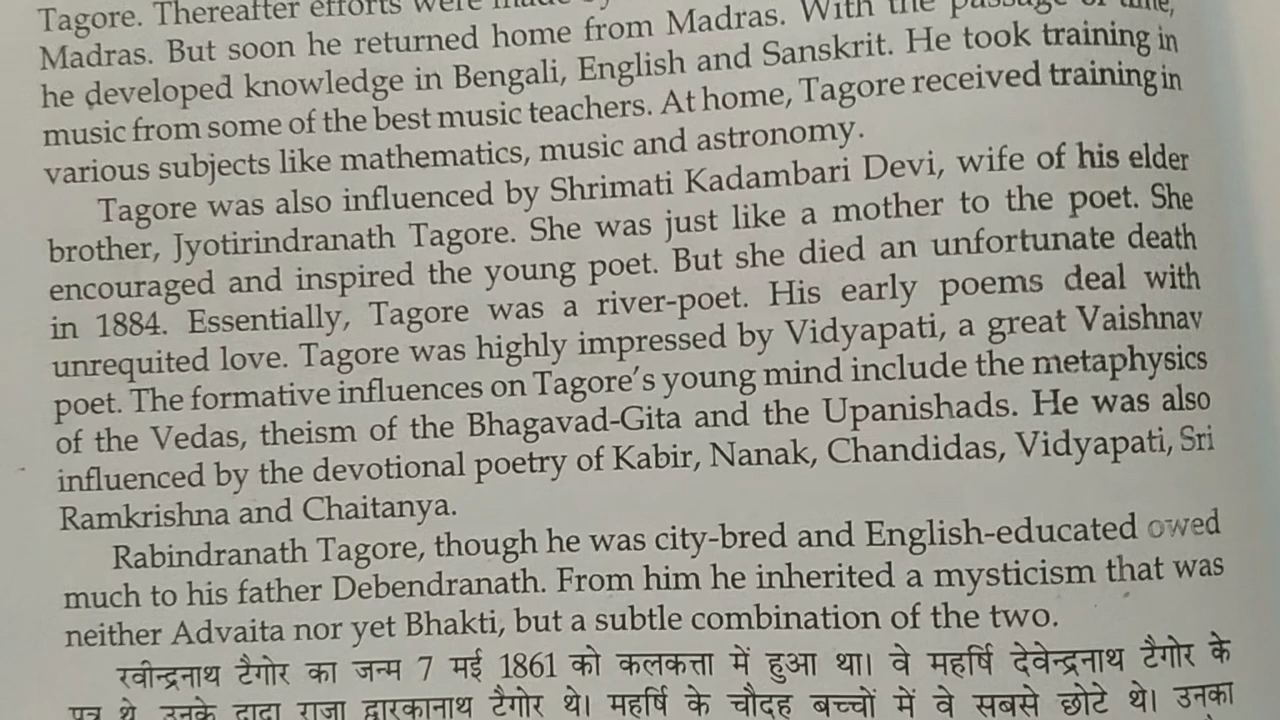 Tagore. Thereafter efforts were made
Madras. But soon he returned home from Madras. With the passage of time,
he developed knowledge in Bengali, English and Sanskrit. He took training in
music from some of the best music teachers. At home, Tagore received training in
various subjects like mathematics, music and astronomy.
Tagore was also influenced by Shrimati Kadambari Devi, wife of his elder
brother, Jyotirindranath Tagore. She was just like a mother to the poet. She
encouraged and inspired the young poet. But she died an unfortunate death
in 1884. Essentially, Tagore was a river-poet. His early poems deal with
unrequited love. Tagore was highly impressed by Vidyapati, a great Vaishnav
poet. The formative influences on Tagore's young mind include the metaphysics
of the Vedas, theism of the Bhagavad-Gita and the Upanishads. He was also
influenced by the devotional poetry of Kabir, Nanak, Chandidas, Vidyapati, Sri
Ramkrishna and Chaitanya.
Rabindranath Tagore, though he was city-bred and English-educated owed
much to his father Debendranath. From him he inherited a mysticism that was
neither Advaita nor yet Bhakti, but a subtle combination of the two.
रवीन्द्रनाथ टैगोर का जन्म 7 मई 1861 को कलकत्ता में हुआ था। वे महर्षि देवेन्द्रनाथ टैगोर के
पुत्र थे, उनके दादा राजा द्वारकानाथ टैगोर थे। महर्षि के चौदह बच्चों में वे सबसे छोटे थे। उनका